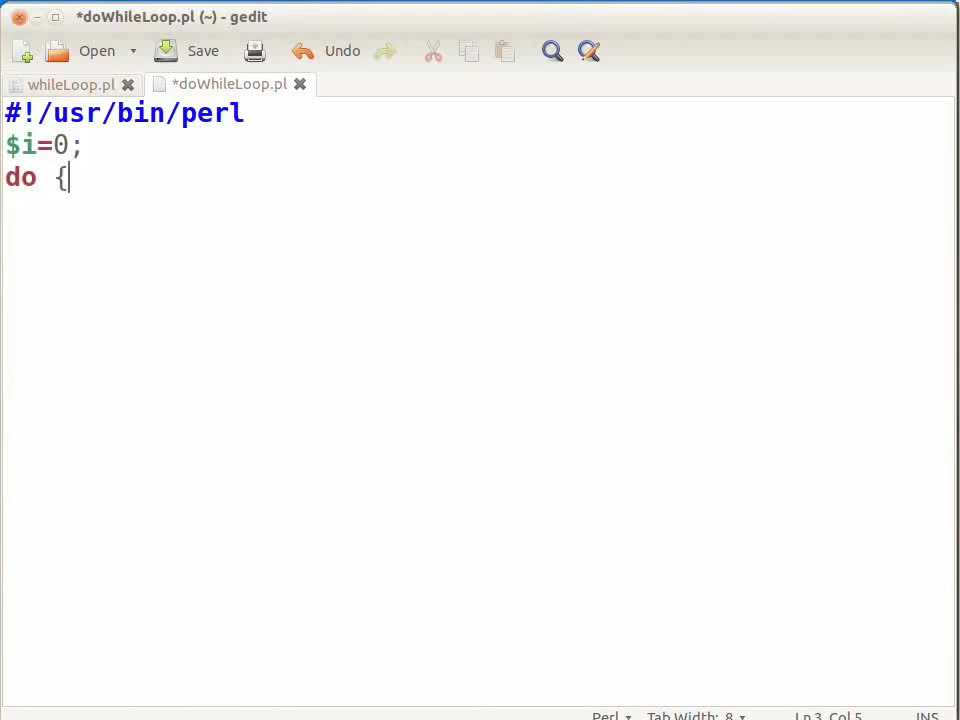 *doWhileLoop.pl (~) - gedit
Open Save Undo
whileLoop.pl *doWhileLoop.pl
#!/usr/bin/perl
$i=0;
do {
Perl Tab Width: 8 Ln 3, Col 5 INS